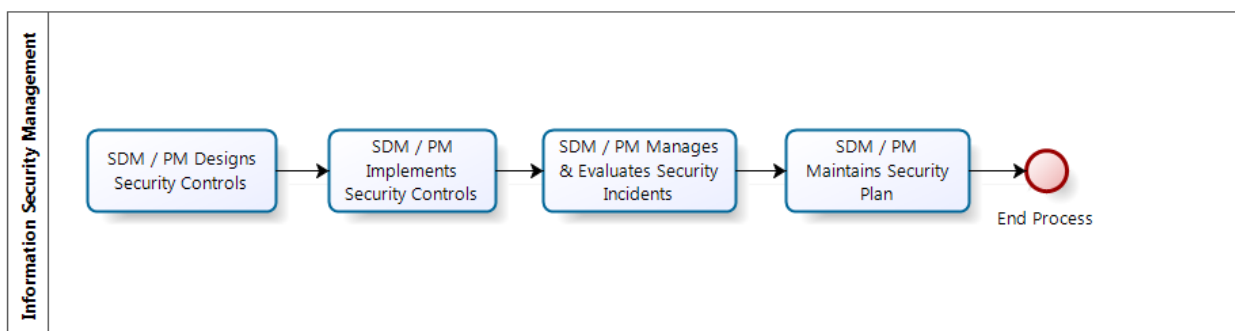 Information Security Management
SDM / PM Designs
Security Controls
SDM / PM
Implements
Security Controls
SDM / PM Manages
& Evaluates Security
Incidents
SDM / PM
Maintains Security
Plan
End Process